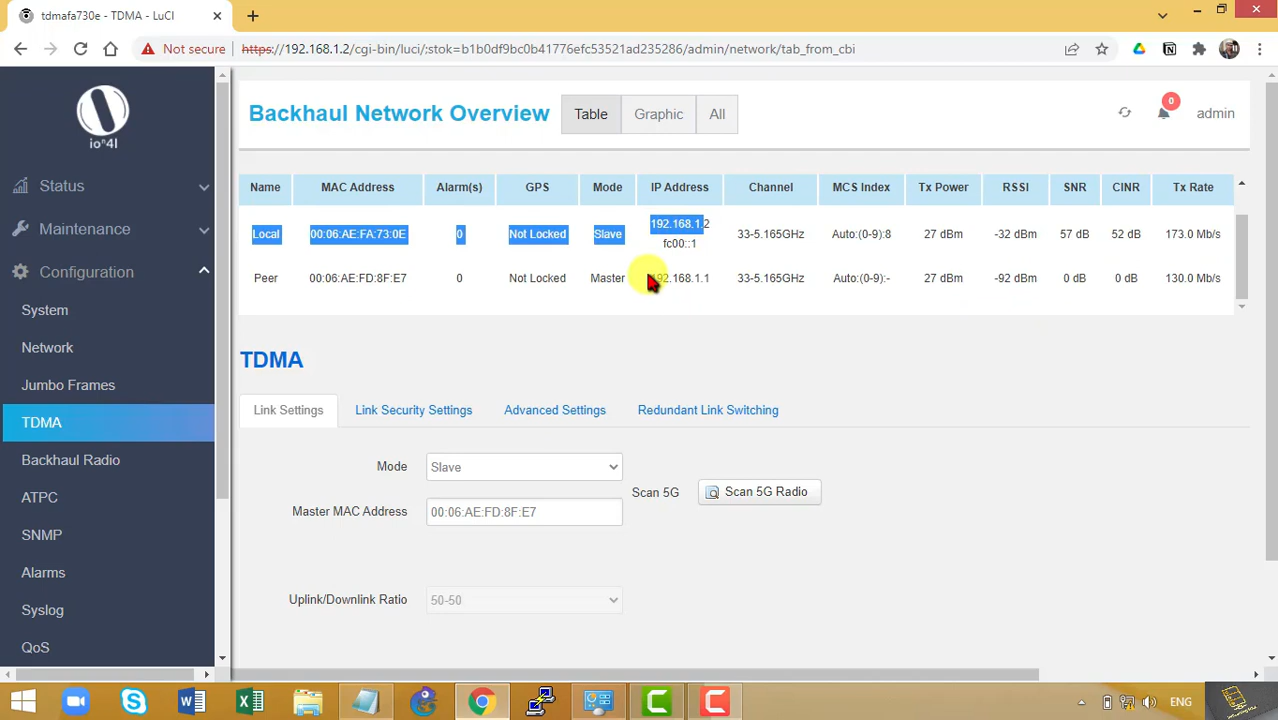 tdmafa730e - TDMA - LuCI
Not secure
https://192.168.1.2/cgi-bin/luci/;stok=b1b0df9bc0b41776efc53521ad235286/admin/network/tab_from_cbi
io^n4l
Status
Maintenance
Configuration
System
Network
Jumbo Frames
TDMA
Backhaul Radio
ATPC
SNMP
Alarms
Syslog
QoS
Backhaul Network Overview
Table Graphic All
0
admin
Name MAC Address Alarm(s) GPS Mode IP Address Channel MCS Index Tx Power RSSI SNR CINR Tx Rate
Local 00:06:AE:FA:73:0E 0 Not Locked Slave 192.168.1.2 33-5.165GHz Auto:(0-9):8 27 dBm -32 dBm 57 dB 52 dB 173.0 Mb/s
fc00::1
Peer 00:06:AE:FD:8F:E7 0 Not Locked Master 192.168.1.1 33-5.165GHz Auto:(0-9):- 27 dBm -92 dBm 0 dB 0 dB 130.0 Mb/s
TDMA
Link Settings Link Security Settings Advanced Settings Redundant Link Switching
Mode Slave
Scan 5G Scan 5G Radio
Master MAC Address 00:06:AE:FD:8F:E7
Uplink/Downlink Ratio 50-50
ENG